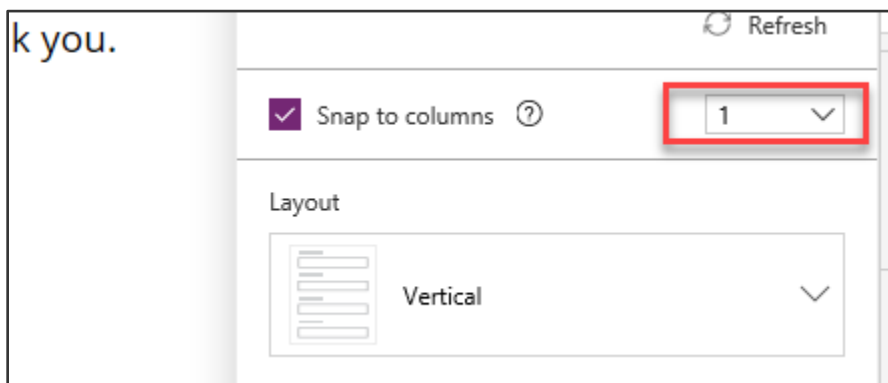 k you.
Refresh
Snap to columns
1
Layout
Vertical